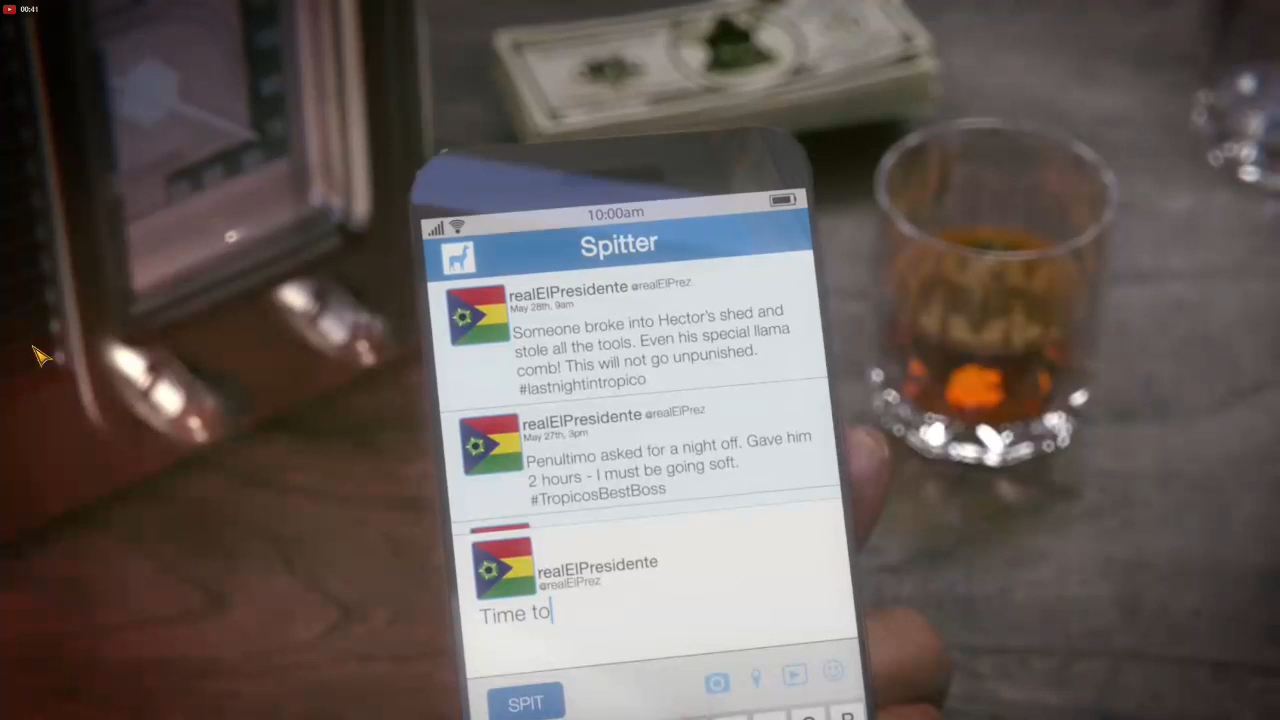 00:41
10:00am
Spitter
realElPresidente @realElPrez
May 28th, 9am
Someone broke into Hector's shed and
stole all the tools. Even his special llama
comb! This will not go unpunished.
#lastnightintropico
realElPresidente @realElPrez
May 27th, 3pm
Penultimo asked for a night off. Gave him
2 hours - I must be going soft.
#TropicosBestBoss
realElPresidente
@realElPrez
Time to
SPIT